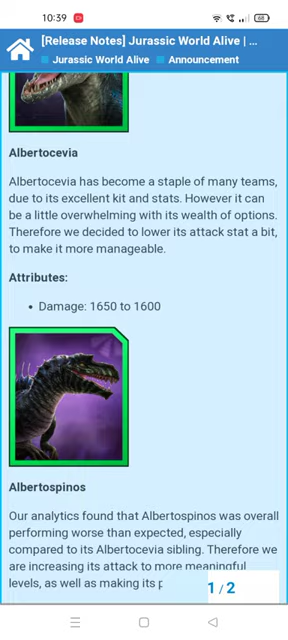 10:39
68
[Release Notes] Jurassic World Alive | ...
Jurassic World Alive Announcement
Albertocevia
Albertocevia has become a staple of many teams,
due to its excellent kit and stats. However it can
be a little overwhelming with its wealth of options.
Therefore we decided to lower its attack stat a bit,
to make it more manageable.
Attributes:
• Damage: 1650 to 1600
Albertospinos
Our analytics found that Albertospinos was overall
performing worse than expected, especially
compared to its Albertocevia sibling. Therefore we
are increasing its attack to more meaningful
levels, as well as making its p
1 / 2